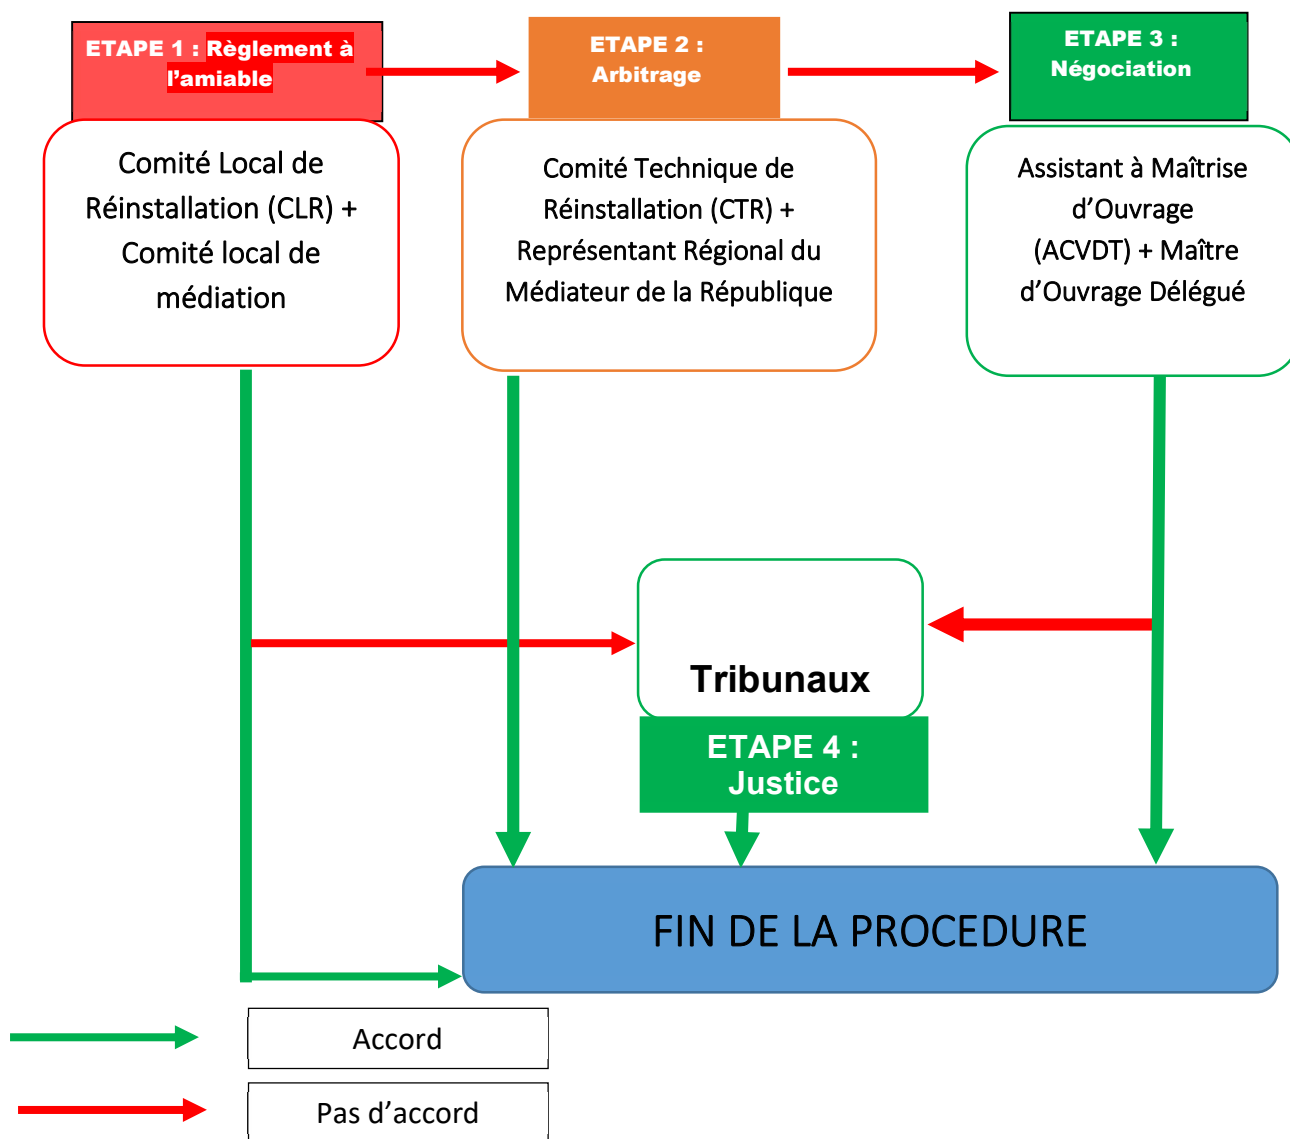 ETAPE 1 : Règlement à
l’amiable
ETAPE 2 :
Arbitrage
ETAPE 3 :
Négociation
Comité Local de
Réinstallation (CLR) +
Comité local de
médiation
Comité Technique de
Réinstallation (CTR) +
Représentant Régional du
Médiateur de la République
Assistant à Maîtrise
d’Ouvrage
(ACVDT) + Maître
d’Ouvrage Délégué
Tribunaux
ETAPE 4 :
Justice
FIN DE LA PROCEDURE
Accord
Pas d’accord